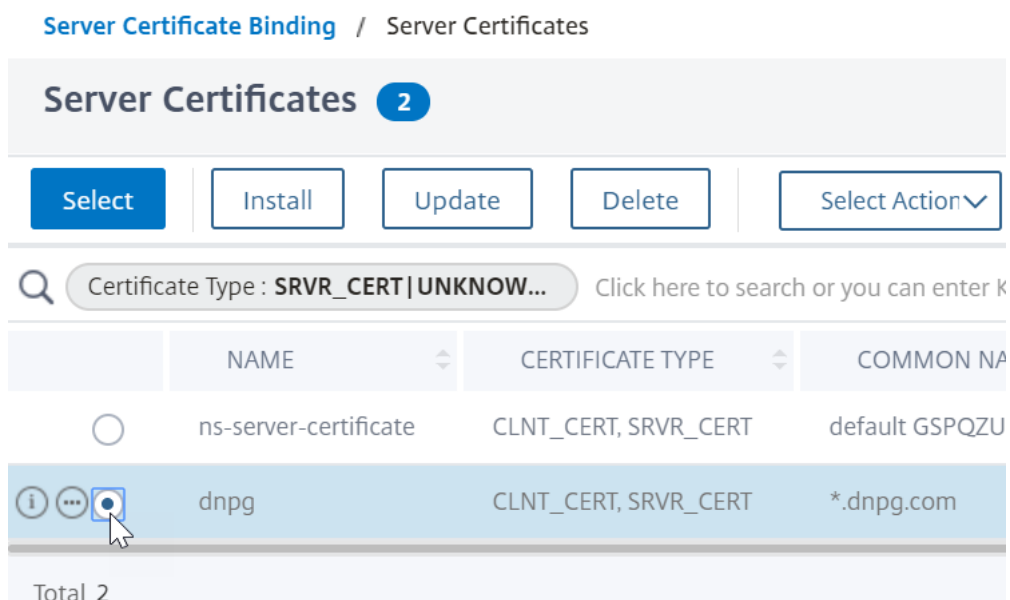 Server Certificate Binding / Server Certificates
Server Certificates 2
Select Install Update Delete Select Action
Certificate Type : SRVR_CERT|UNKNOW... Click here to search or you can enter K
NAME CERTIFICATE TYPE COMMON NA
ns-server-certificate CLNT_CERT, SRVR_CERT default GSPQZU
dnpg CLNT_CERT, SRVR_CERT *.dnpg.com
Total 2